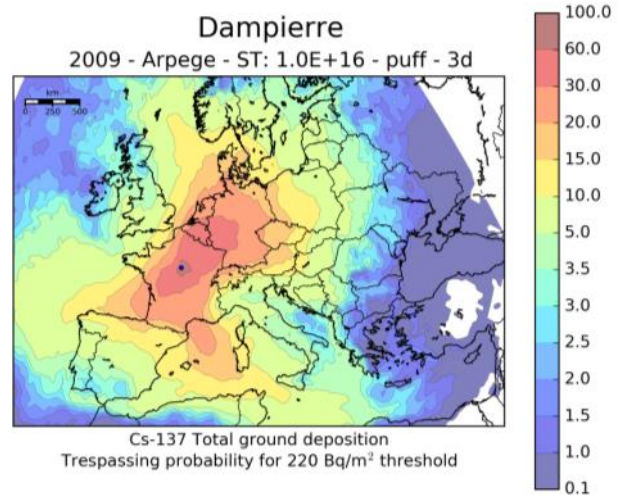 Dampierre
2009 - Arpege - ST: 1.0E+16 - puff - 3d
km
0 250 500
100.0
60.0
30.0
20.0
15.0
10.0
5.0
3.5
3.0
2.5
2.0
1.5
1.0
0.1
Cs-137 Total ground deposition
Trespassing probability for 220 Bq/m² threshold